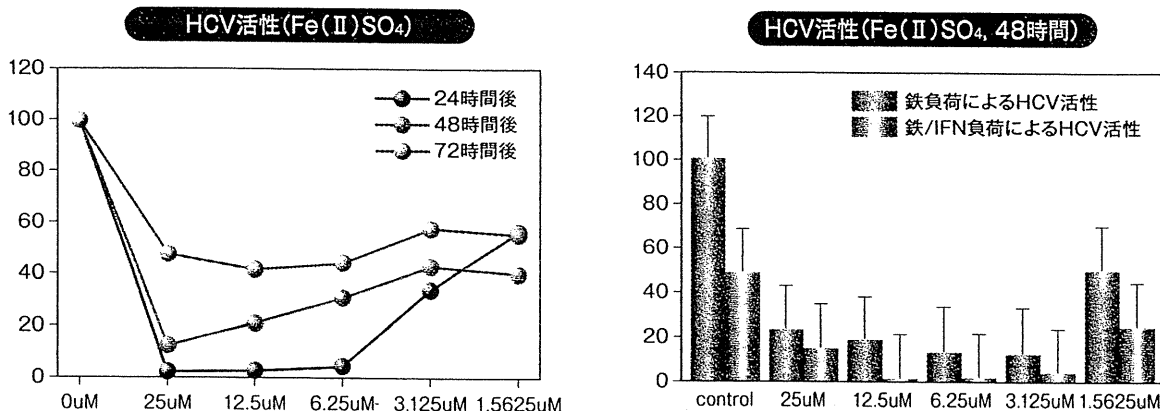 HCV活性(Fe(Ⅱ)SO₄)
120
100
80
60
40
20
0
24時間後
48時間後
72時間後
0uM 25uM 12.5uM 6.25uM 3.125uM 1.5625uM
HCV活性(Fe(Ⅱ)SO₄, 48時間)
140
120
100
80
60
40
20
0
鉄負荷によるHCV活性
鉄/IFN負荷によるHCV活性
control 25uM 12.5uM 6.25uM 3.125uM 1.5625uM